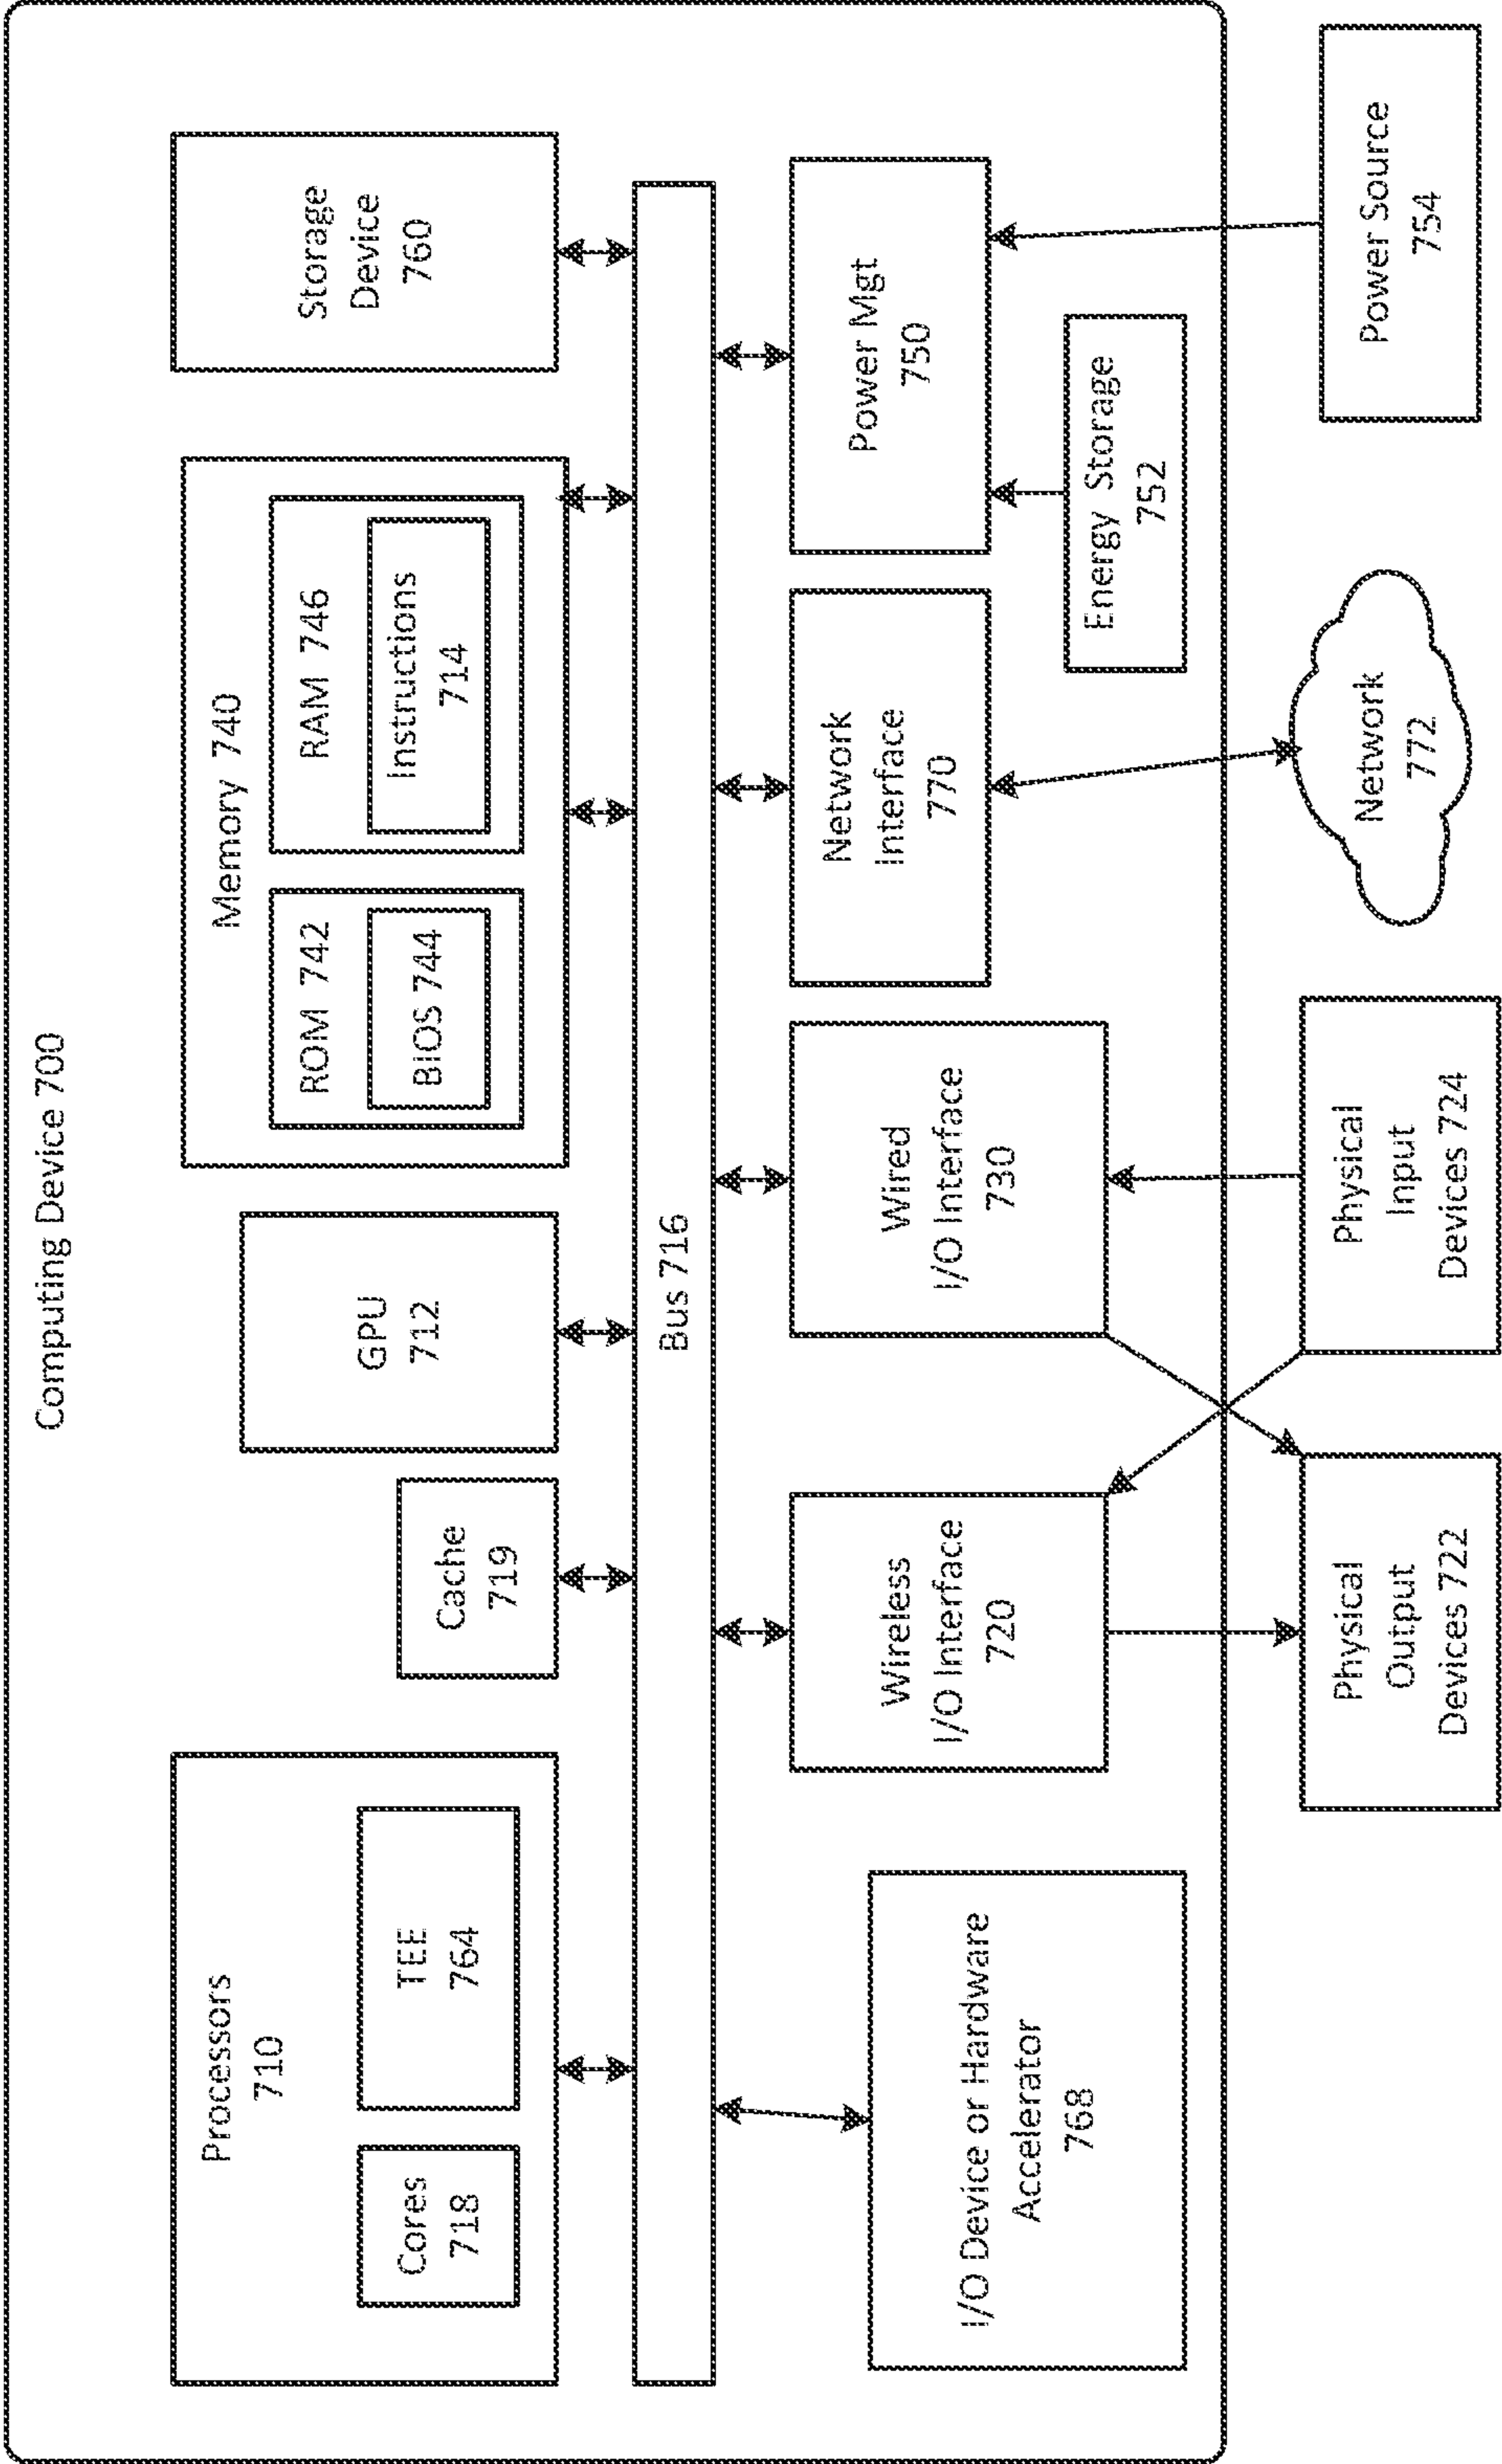 Computing Device 700
Processors
710
Cores
718
TEE
764
Cache
719
GPU
712
Memory 740
ROM 742
BIOS 744
RAM 746
Instructions
714
Storage
Device
760
Bus 716
I/O Device or Hardware
Accelerator
768
Wireless
I/O Interface
720
Wired
I/O Interface
730
Network
Interface
770
Power Mgt
750
Energy Storage
752
Physical
Output
Devices 722
Physical
Input
Devices 724
Network
772
Power Source
754